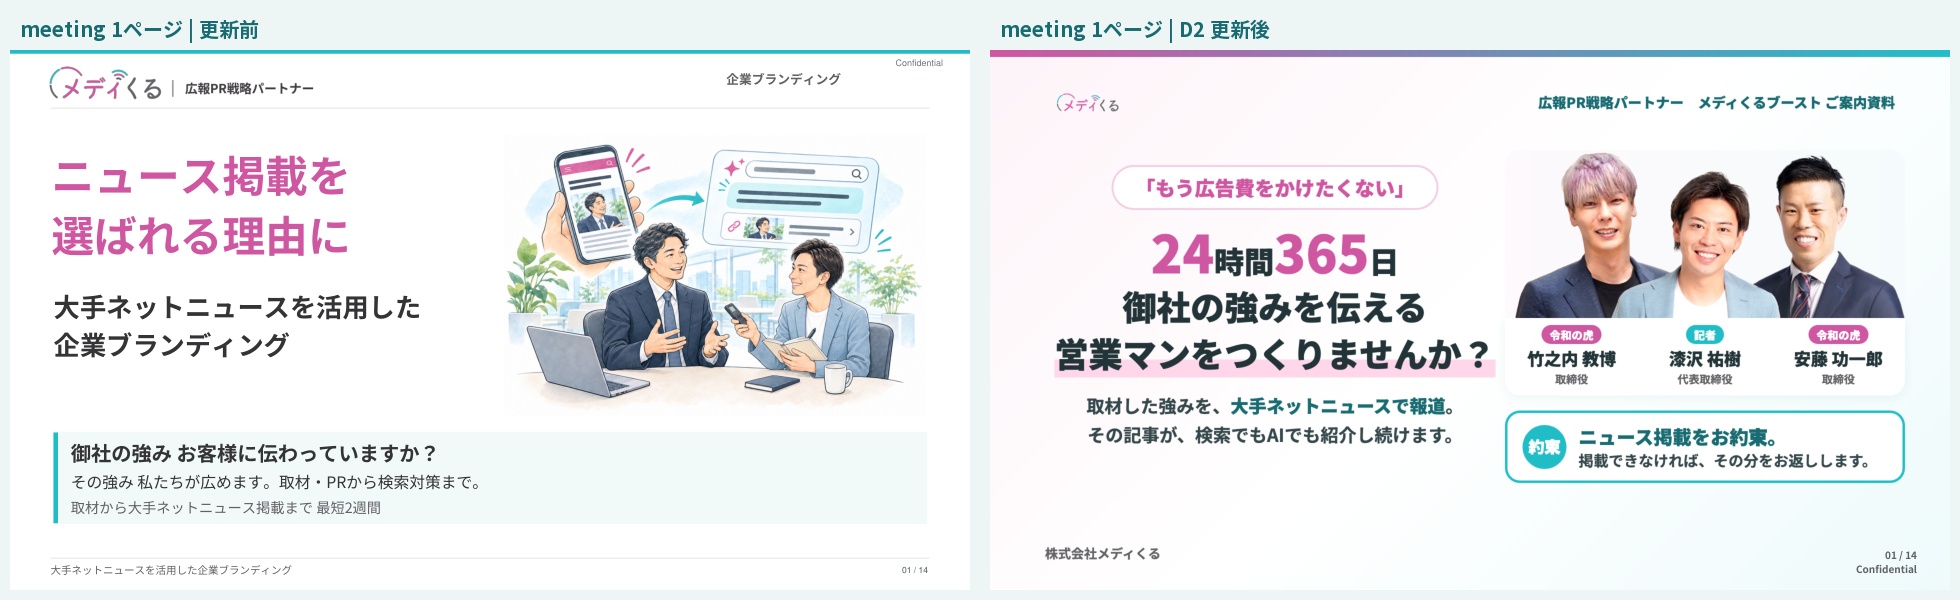 meeting 1ページ | 更新前
メディくる
広報PR戦略パートナー
企業ブランディング
Confidential
ニュース掲載を
選ばれる理由に
大手ネットニュースを活用した
企業ブランディング
御社の強み お客様に伝わっていますか？
その強み 私たちが広めます。取材・PRから検索対策まで。
取材から大手ネットニュース掲載まで 最短2週間
大手ネットニュースを活用した企業ブランディング
01 / 14
meeting 1ページ | D2 更新後
メディくる
広報PR戦略パートナー　メディくるブースト ご案内資料
「もう広告費をかけたくない」
24時間365日
御社の強みを伝える
営業マンをつくりませんか？
取材した強みを、大手ネットニュースで報道。
その記事が、検索でもAIでも紹介し続けます。
令和の虎
竹之内 教博
取締役
記者
漆沢 祐樹
代表取締役
令和の虎
安藤 功一郎
取締役
約束
ニュース掲載をお約束。
掲載できなければ、その分をお返しします。
株式会社メディくる
01 / 14
Confidential